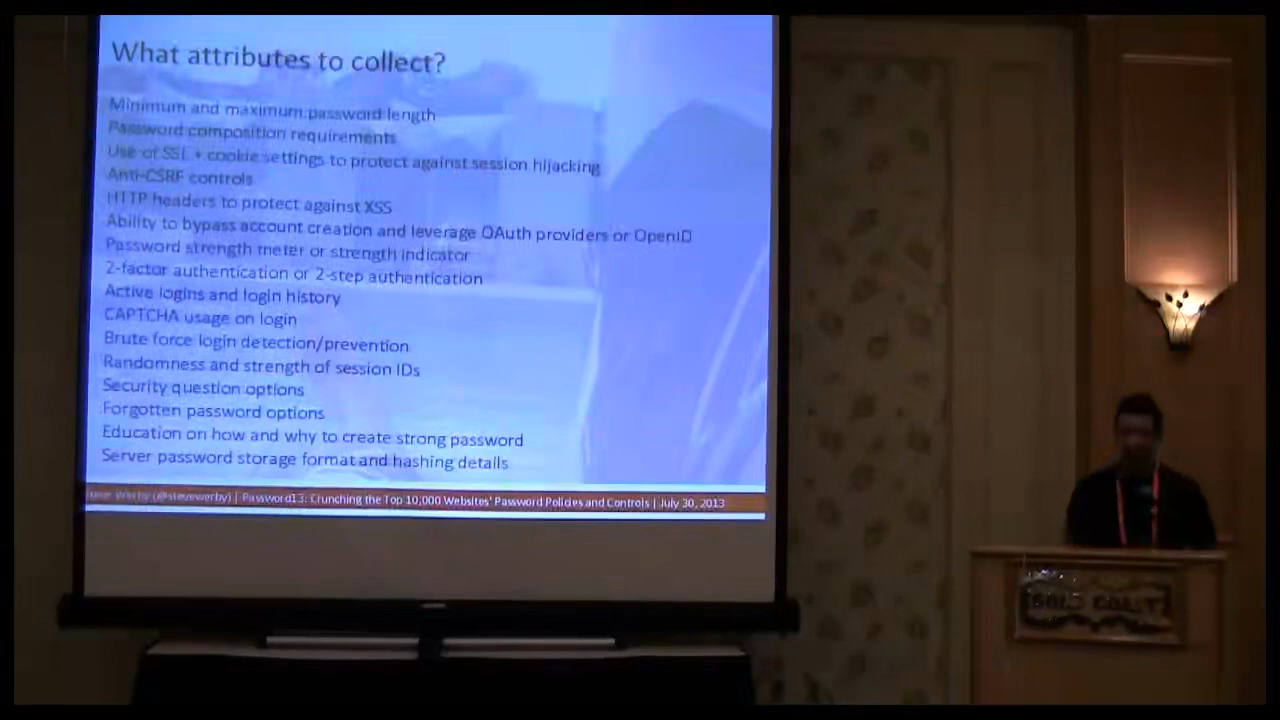 What attributes to collect?
Minimum and maximum password length
Password composition requirements
Use of SSL + cookie settings to protect against session hijacking
Anti-CSRF controls
HTTP headers to protect against XSS
Ability to bypass account creation and leverage OAuth providers or OpenID
Password strength meter or strength indicator
2-factor authentication or 2-step authentication
Active logins and login history
CAPTCHA usage on login
Brute force login detection/prevention
Randomness and strength of session IDs
Security question options
Forgotten password options
Education on how and why to create strong password
Server password storage format and hashing details
Werby (@stevewerby) | Password13: Crunching the Top 10,000 Websites' Password Policies and Controls | July 30, 2013
GOLD COAST